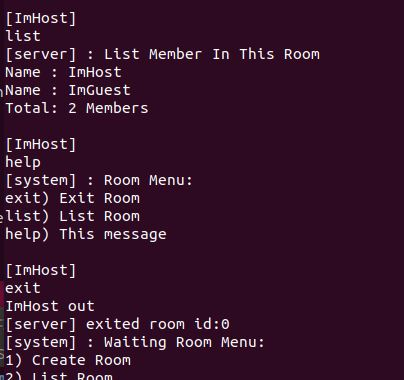 [ImHost]
list
[server] : List Member In This Room
Name : ImHost
Name : ImGuest
Total: 2 Members
[ImHost]
help
[system] : Room Menu:
exit) Exit Room
list) List Room
help) This message
[ImHost]
exit
ImHost out
[server] exited room id:0
[system] : Waiting Room Menu:
1) Create Room
2) List Room